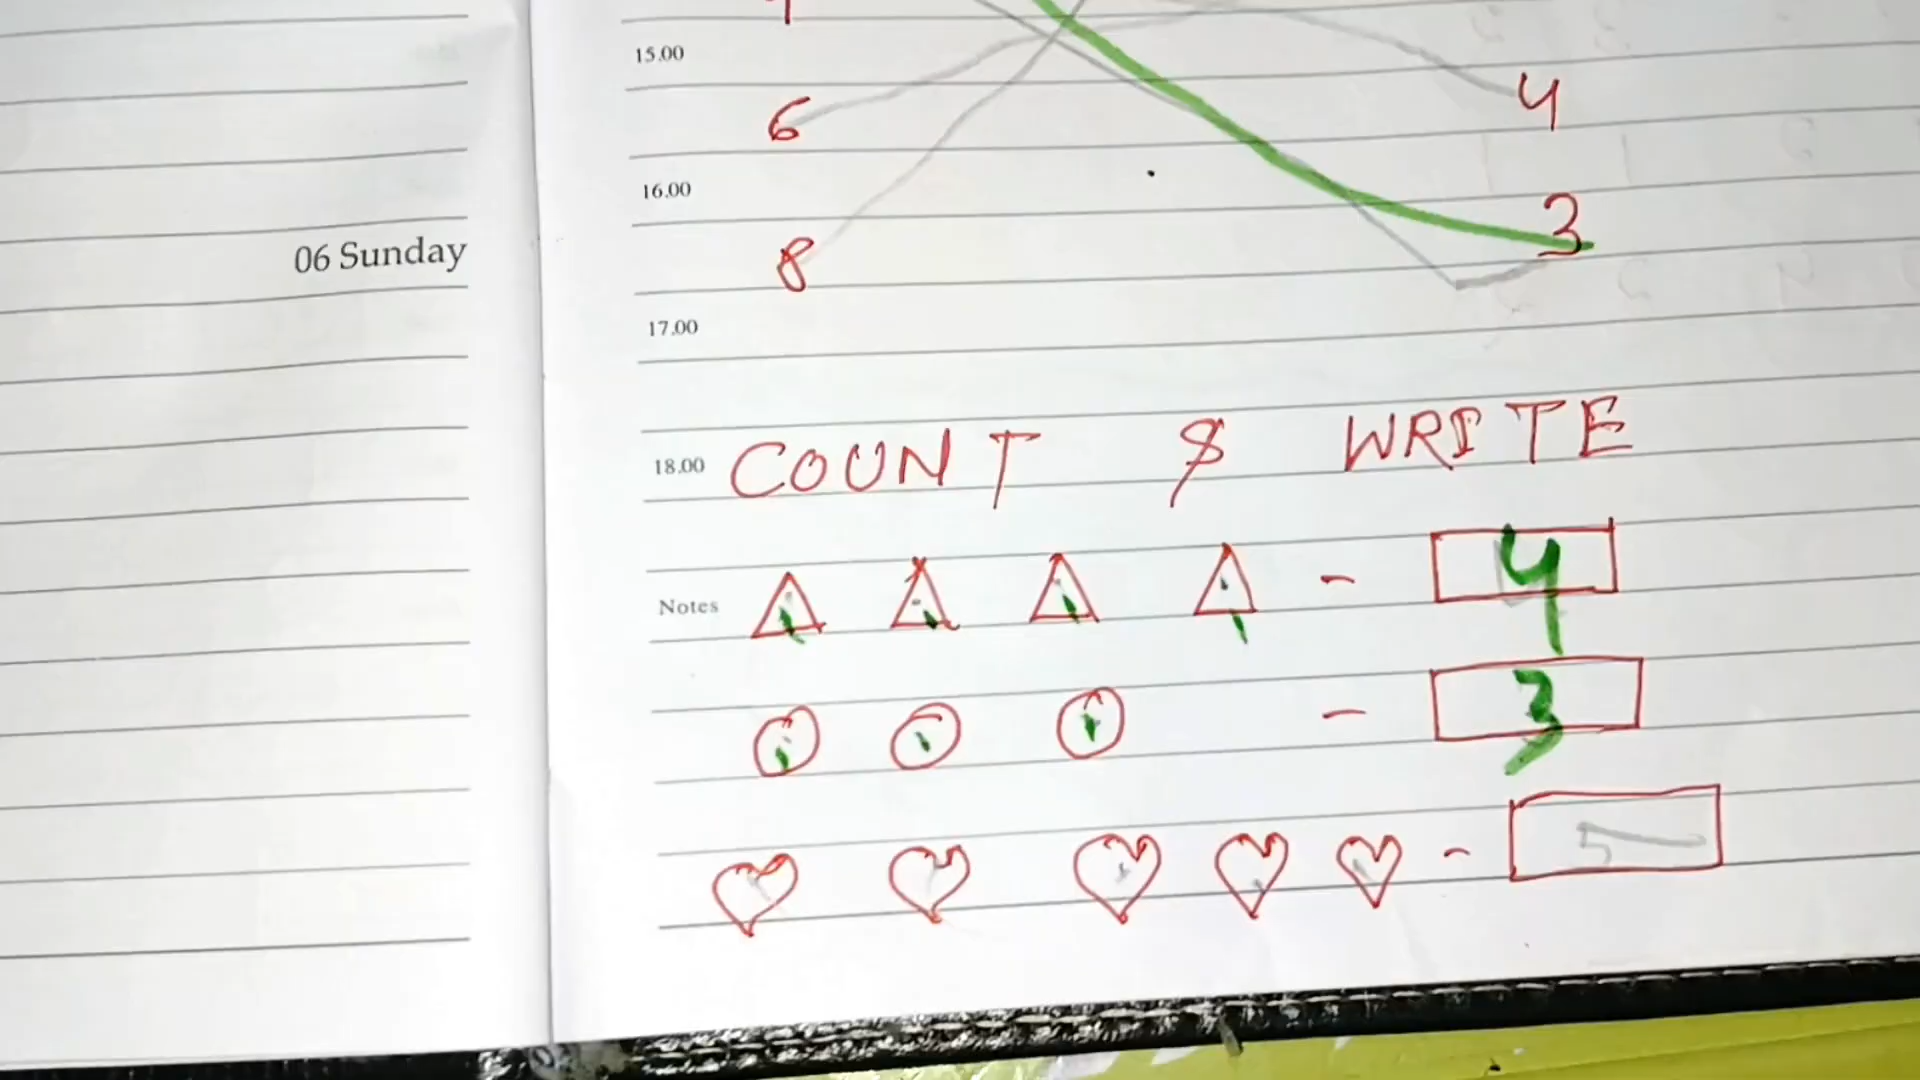 15.00
6 4
16.00
06 Sunday
8 3
17.00
18.00 COUNT & WRITE
Notes - 4
- 3
- 5